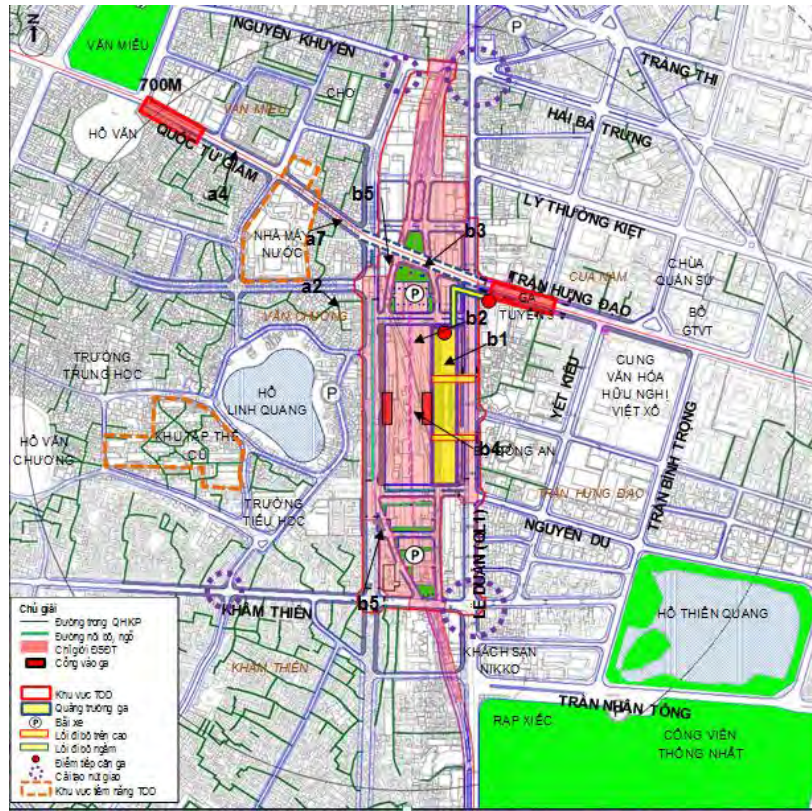 N
VĂN MIẾU
NGUYỄN KHUYẾN
P
TRÀNG THI
700M
VĂN MIẾU
CHỢ
HỒ VĂN
QUỐC TỬ GIÁM
HAI BÀ TRƯNG
a4
b5
LÝ THƯỜNG KIỆT
NHÀ MÁY
NƯỚC
a7
b3
CỬA NAM
CHÙA
QUÁN SỨ
TRẦN HƯNG ĐẠO
a2
P
GA
TUYẾN 3
BỘ
GTVT
VĂN CHƯƠNG
b2
b1
TRƯỜNG
TRUNG HỌC
YẾT KIÊU
CUNG
VĂN HÓA
HỮU NGHỊ
VIỆT XÔ
HỒ
LINH QUANG
P
TRẦN BÌNH TRỌNG
HỒ VĂN
CHƯƠNG
KHU TẬP THỂ
CŨ
b4
TRƯỜNG
TIỂU HỌC
TRẦN HƯNG ĐẠO
NGUYỄN DU
P
LÊ DUẨN (QL1)
b5
KHÂM THIÊN
HỒ THIỀN QUANG
KHÂM THIÊN
KHÁCH SẠN
NIKKO
TRẦN NHÂN TÔNG
RẠP XIẾC
CÔNG VIÊN
THỐNG NHẤT
Chú giải
Đường trong QHKP
Đường nội bộ, ngõ
Chỉ giới ĐSĐT
Cổng vào ga
Khu vực TOD
Quảng trường ga
P
Bãi xe
Lối đi bộ trên cao
Lối đi bộ ngầm
Điểm tiếp cận ga
Cải tạo nút giao
Khu vực tiềm năng TOD